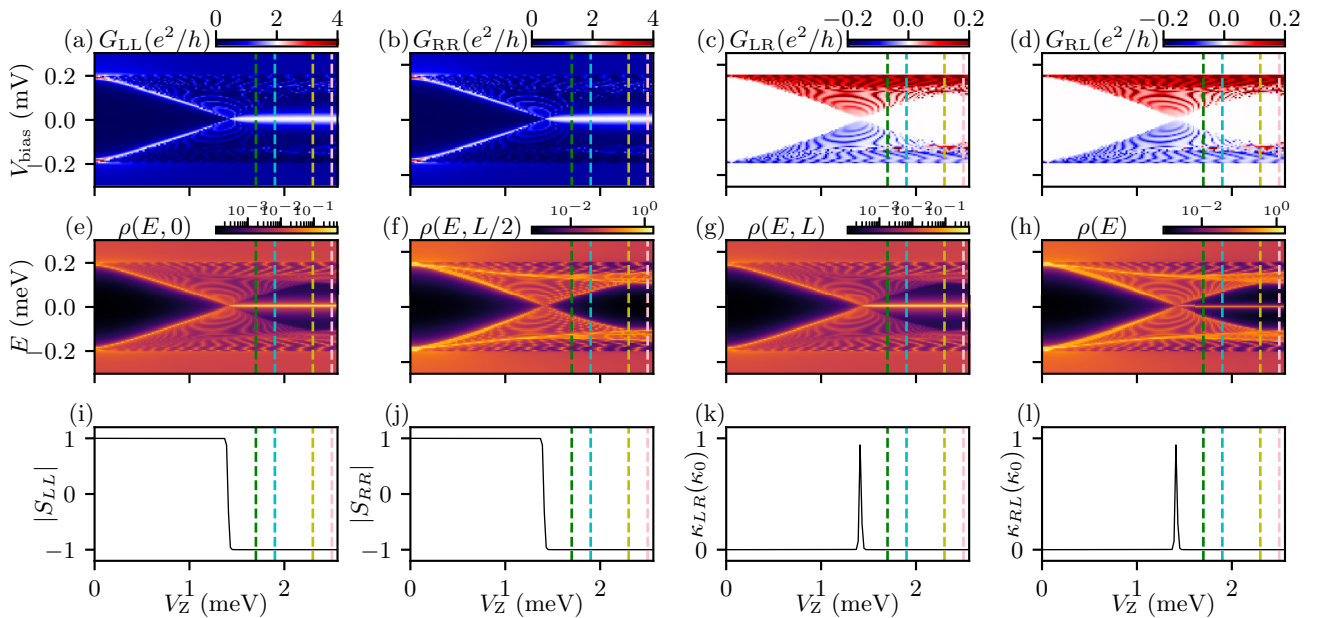 (a) G_LL(e²/h) 0 2 4
(b) G_RR(e²/h) 0 2 4
(c) G_LR(e²/h) −0.2 0.0 0.2
(d) G_RL(e²/h) −0.2 0.0 0.2
V_bias (mV)
0.2
0.0
−0.2
(e) ρ(E, 0) 10⁻³ 10⁻² 10⁻¹
(f) ρ(E, L/2) 10⁻² 10⁰
(g) ρ(E, L) 10⁻³ 10⁻² 10⁻¹
(h) ρ(E) 10⁻² 10⁰
E (meV)
0.2
0.0
−0.2
(i)
|S_LL|
1
0
−1
0 1 2
V_Z (meV)
(j)
|S_RR|
1
0
−1
0 1 2
V_Z (meV)
(k)
κ_LR(κ₀)
1
0
0 1 2
V_Z (meV)
(l)
κ_RL(κ₀)
1
0
0 1 2
V_Z (meV)